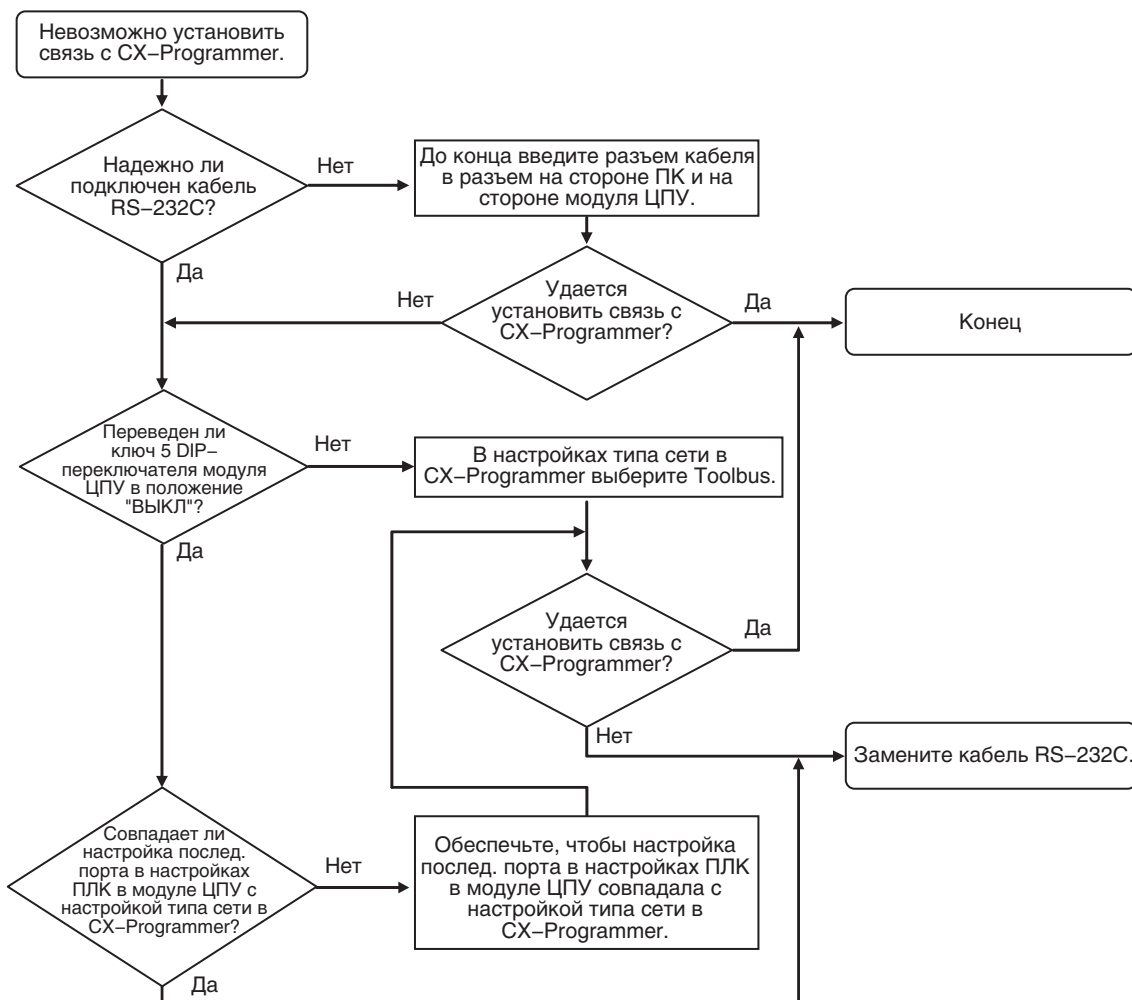 Невозможно установить
связь с CX–Programmer.
Надежно ли
подключен кабель
RS–232C?
Нет
До конца введите разъем кабеля
в разъем на стороне ПК и на
стороне модуля ЦПУ.
Да
Удается
установить связь с
CX–Programmer?
Нет
Да
Конец
Переведен ли
ключ 5 DIP–
переключателя модуля
ЦПУ в положение
"ВЫКЛ"?
Нет
В настройках типа сети в
CX–Programmer выберите Toolbus.
Да
Удается
установить связь с
CX–Programmer?
Да
Нет
Замените кабель RS–232C.
Совпадает ли
настройка послед.
порта в настройках
ПЛК в модуле ЦПУ с
настройкой типа сети в
CX–Programmer?
Нет
Обеспечьте, чтобы настройка
послед. порта в настройках ПЛК
в модуле ЦПУ совпадала с
настройкой типа сети в
CX–Programmer.
Да